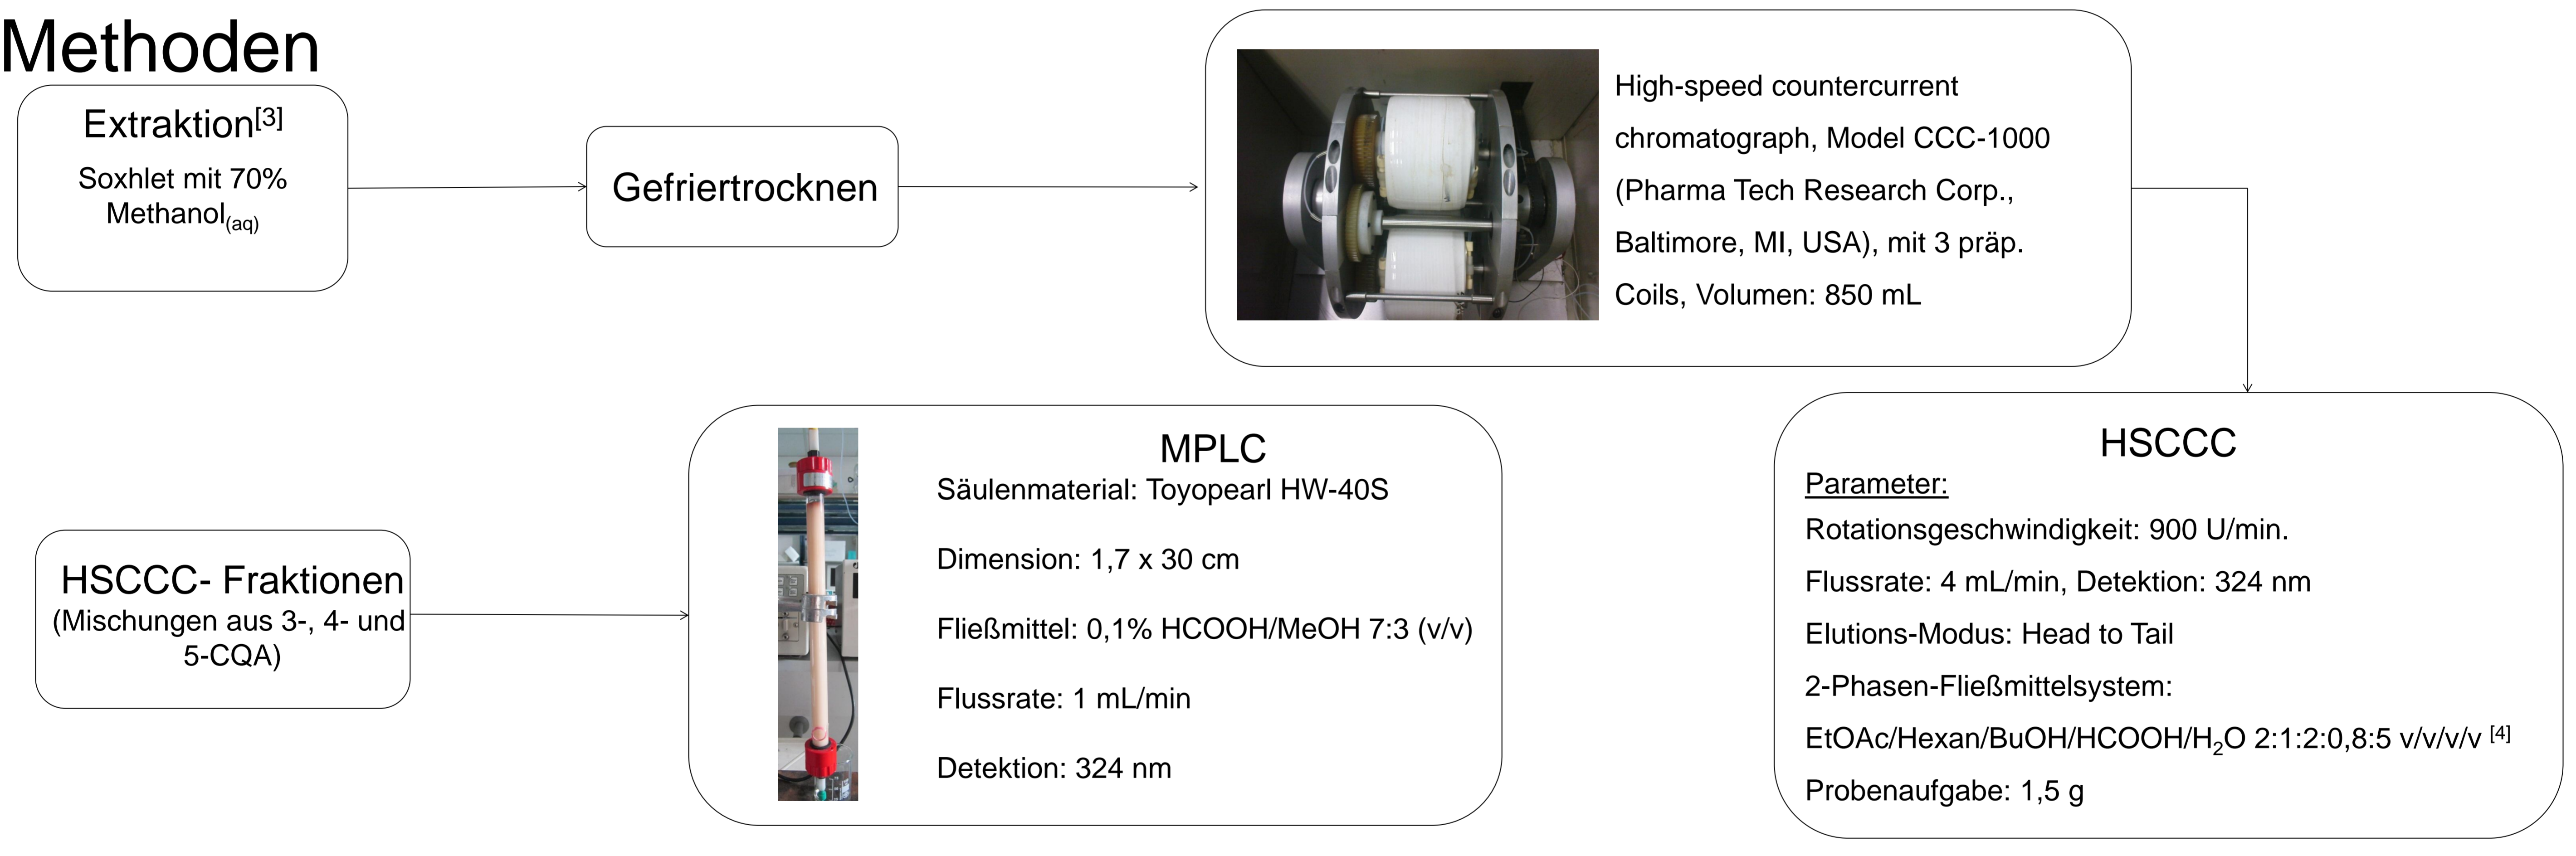 Methoden
Extraktion[3]
Soxhlet mit 70%
Methanol(aq)
Gefriertrocknen
High-speed countercurrent
chromatograph, Model CCC-1000
(Pharma Tech Research Corp.,
Baltimore, MI, USA), mit 3 präp.
Coils, Volumen: 850 mL
HSCCC- Fraktionen
(Mischungen aus 3-, 4- und
5-CQA)
MPLC
Säulenmaterial: Toyopearl HW-40S
Dimension: 1,7 x 30 cm
Fließmittel: 0,1% HCOOH/MeOH 7:3 (v/v)
Flussrate: 1 mL/min
Detektion: 324 nm
HSCCC
Parameter:
Rotationsgeschwindigkeit: 900 U/min.
Flussrate: 4 mL/min, Detektion: 324 nm
Elutions-Modus: Head to Tail
2-Phasen-Fließmittelsystem:
EtOAc/Hexan/BuOH/HCOOH/H2O 2:1:2:0,8:5 v/v/v/v [4]
Probenaufgabe: 1,5 g